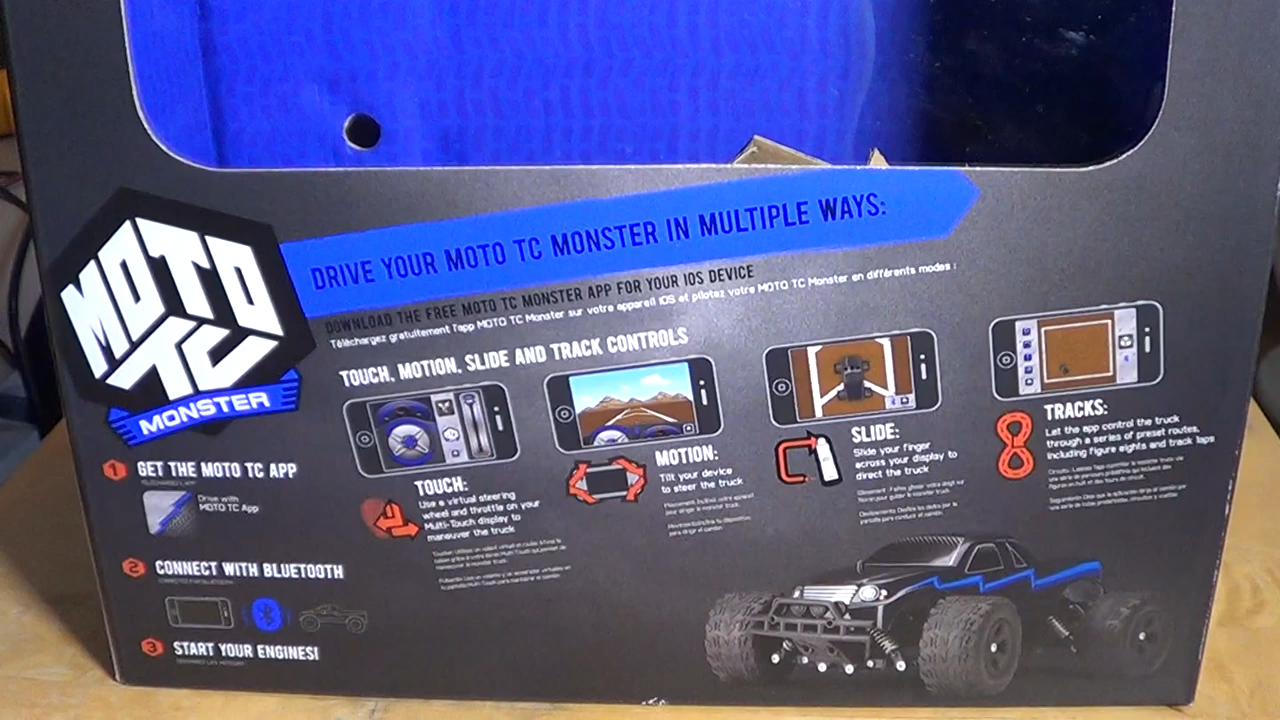 MOTO
TC
MONSTER
DRIVE YOUR MOTO TC MONSTER IN MULTIPLE WAYS:
DOWNLOAD THE FREE MOTO TC MONSTER APP FOR YOUR IOS DEVICE
Téléchargez gratuitement l'app MOTO TC Monster sur votre appareil iOS et pilotez votre MOTO TC Monster en différents modes :
TOUCH, MOTION, SLIDE AND TRACK CONTROLS
1 GET THE MOTO TC APP
Drive with
MOTO TC App
2 CONNECT WITH BLUETOOTH
3 START YOUR ENGINES!
TOUCH:
Use a virtual steering
wheel and throttle on your
Multi-Touch display to
maneuver the truck
MOTION:
Tilt your device
to steer the truck
SLIDE:
Slide your finger
across your display to
direct the truck
TRACKS:
Let the app control the truck
through a series of preset routes,
including figure eights and track laps